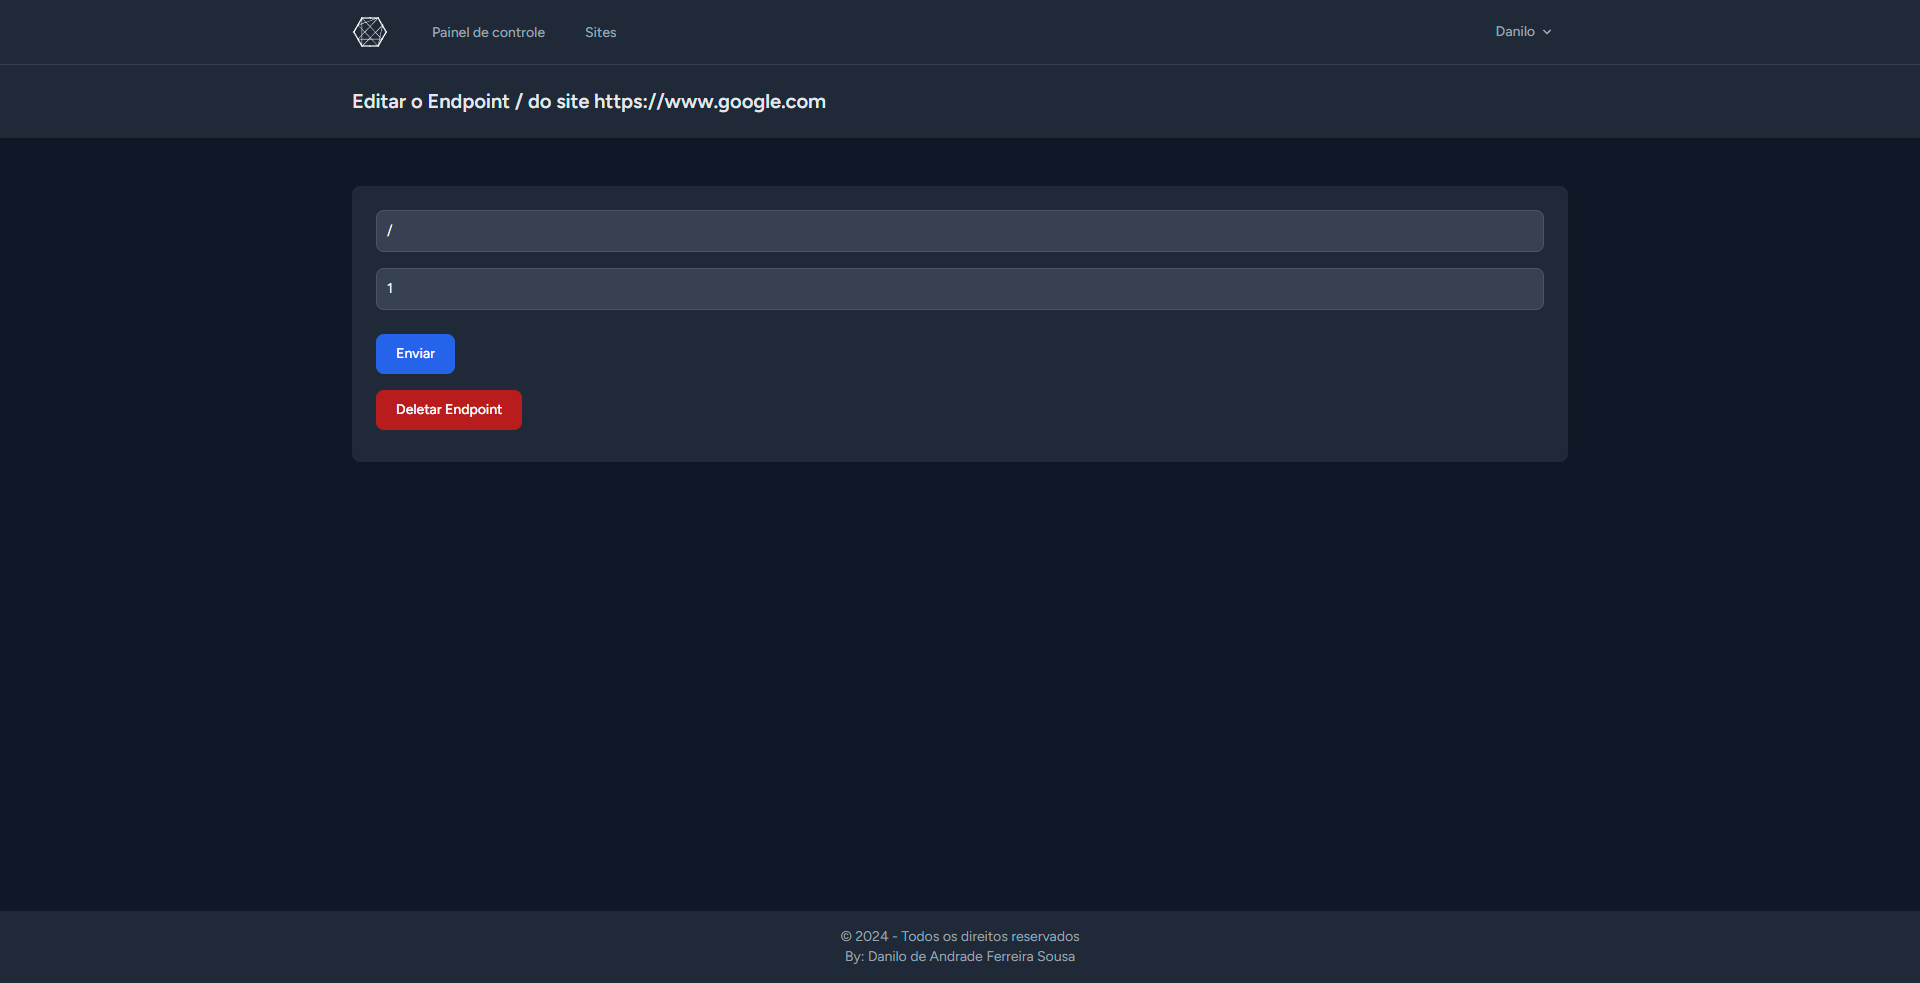 Painel de controle
Sites
Danilo
Editar o Endpoint / do site https://www.google.com
/
1
Enviar
Deletar Endpoint
© 2024 - Todos os direitos reservados
By: Danilo de Andrade Ferreira Sousa